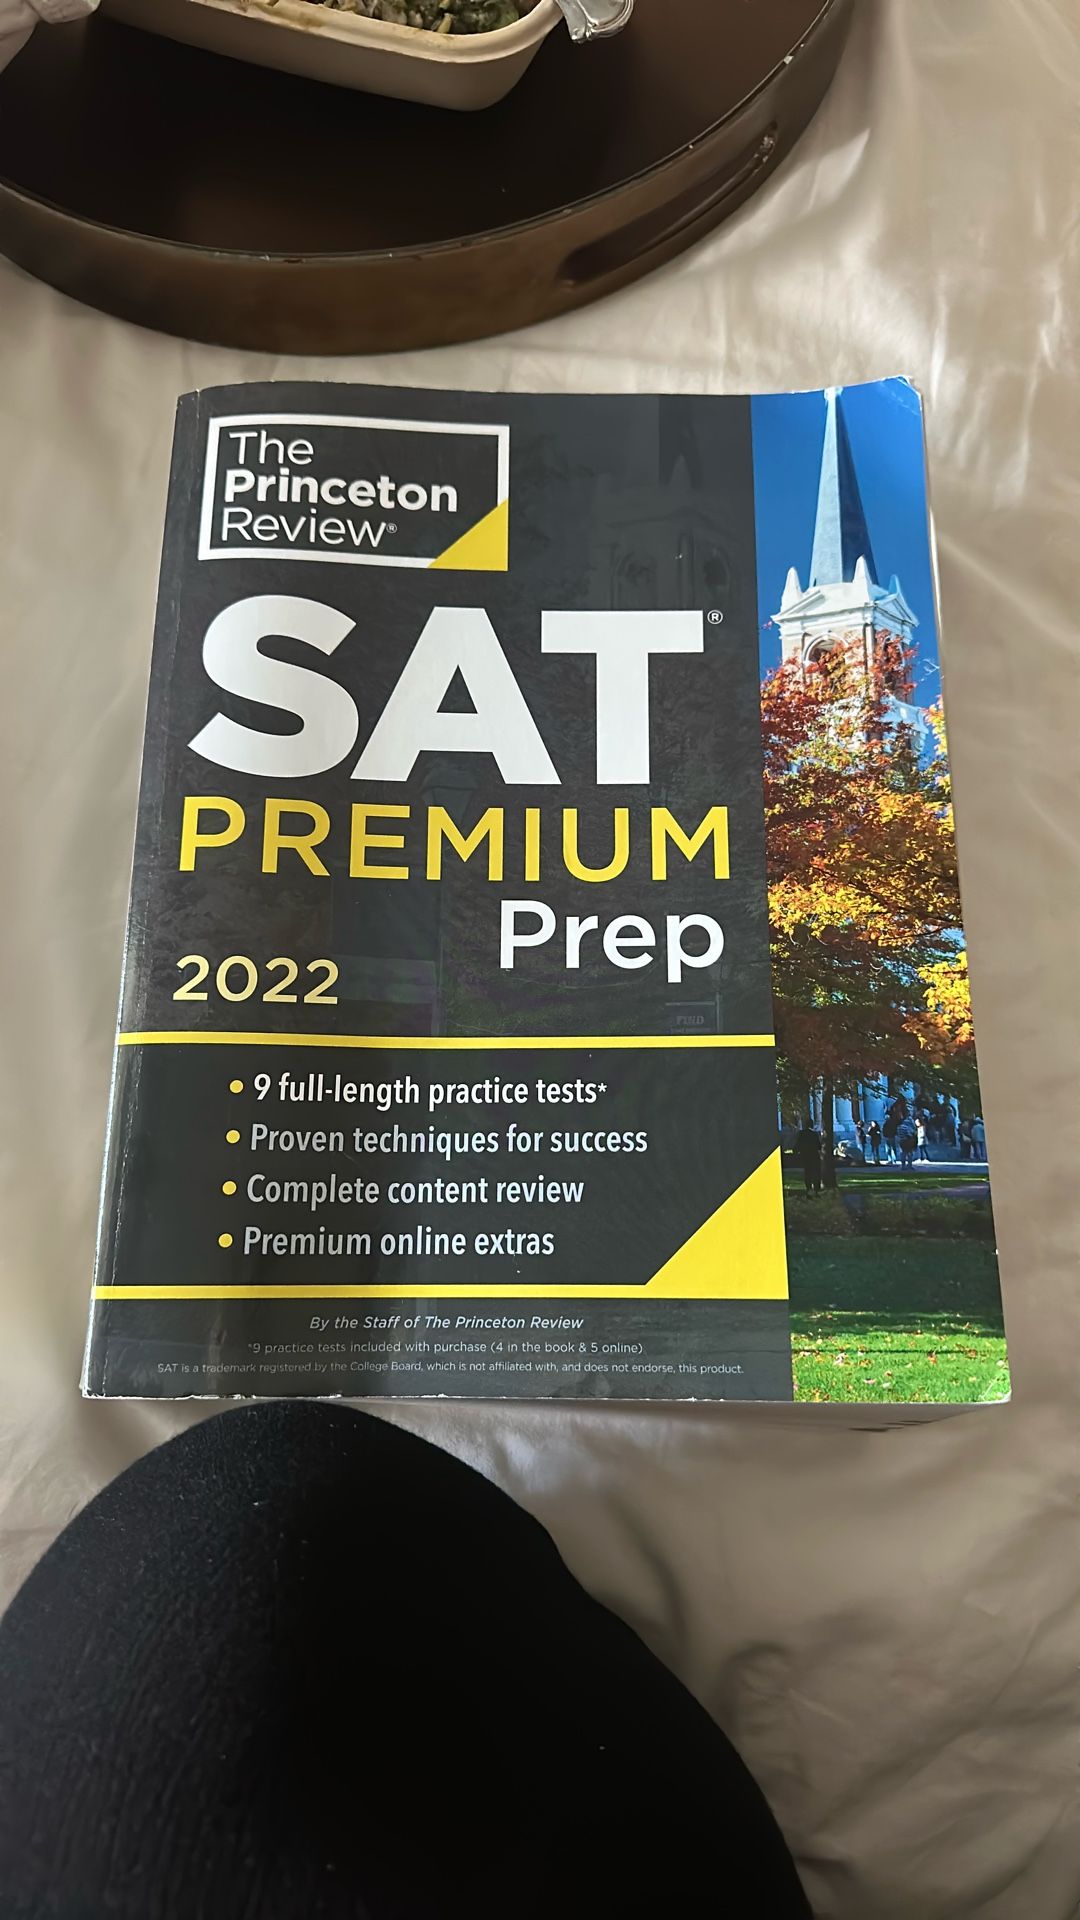 The
Princeton
Review®
SAT®
PREMIUM
Prep
2022
FIND
• 9 full-length practice tests*
• Proven techniques for success
• Complete content review
• Premium online extras
By the Staff of The Princeton Review
*9 practice tests included with purchase (4 in the book & 5 online)
SAT is a trademark registered by the College Board, which is not affiliated with, and does not endorse, this product.